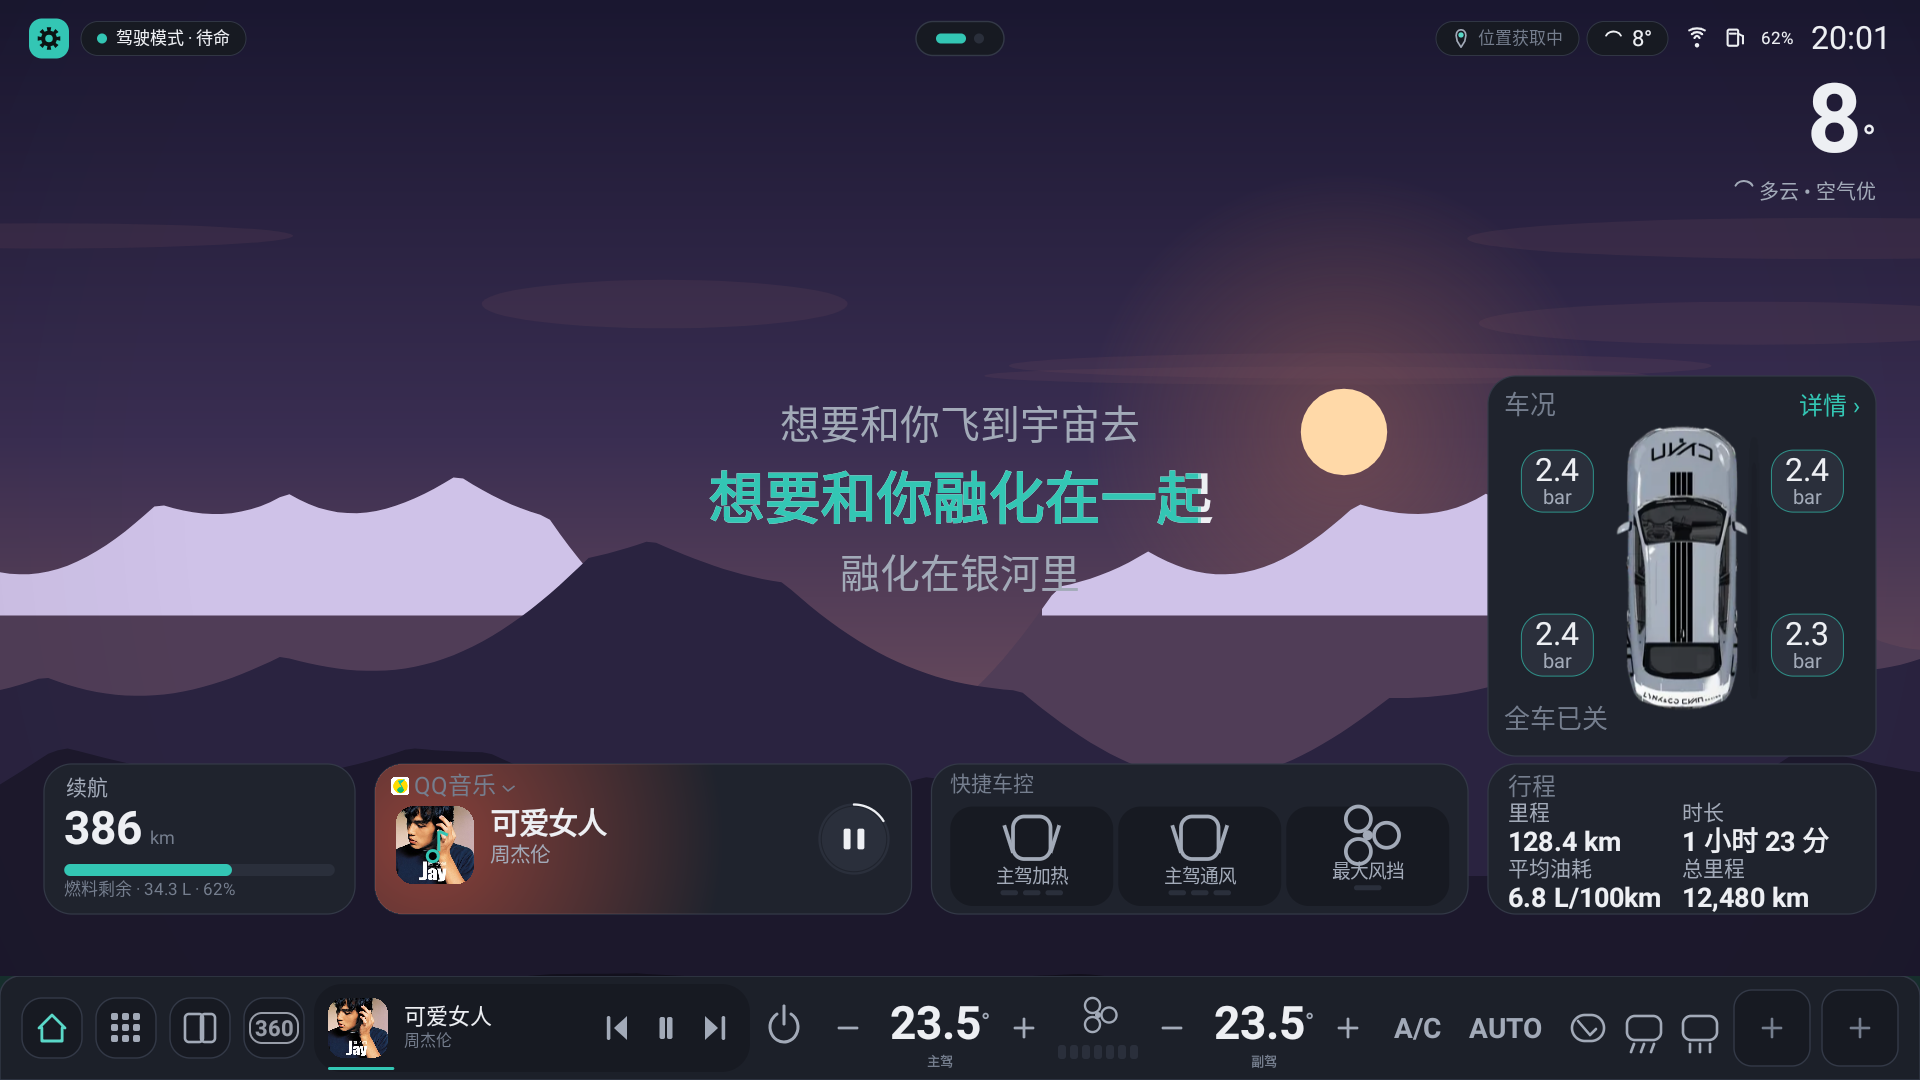 驾驶模式 · 待命
位置获取中
8°
62%
20:01
8°
多云 • 空气优
想要和你飞到宇宙去
想要和你融化在一起
融化在银河里
车况
详情 ›
2.4
bar
2.4
bar
2.4
bar
2.3
bar
全车已关
续航
386 km
燃料剩余 · 34.3 L · 62%
QQ音乐
可爱女人
周杰伦
Jay
快捷车控
主驾加热
主驾通风
最大风挡
行程
里程
128.4 km
时长
1 小时 23 分
平均油耗
6.8 L/100km
总里程
12,480 km
360
Jay
可爱女人
周杰伦
23.5°
主驾
23.5°
副驾
A/C
AUTO